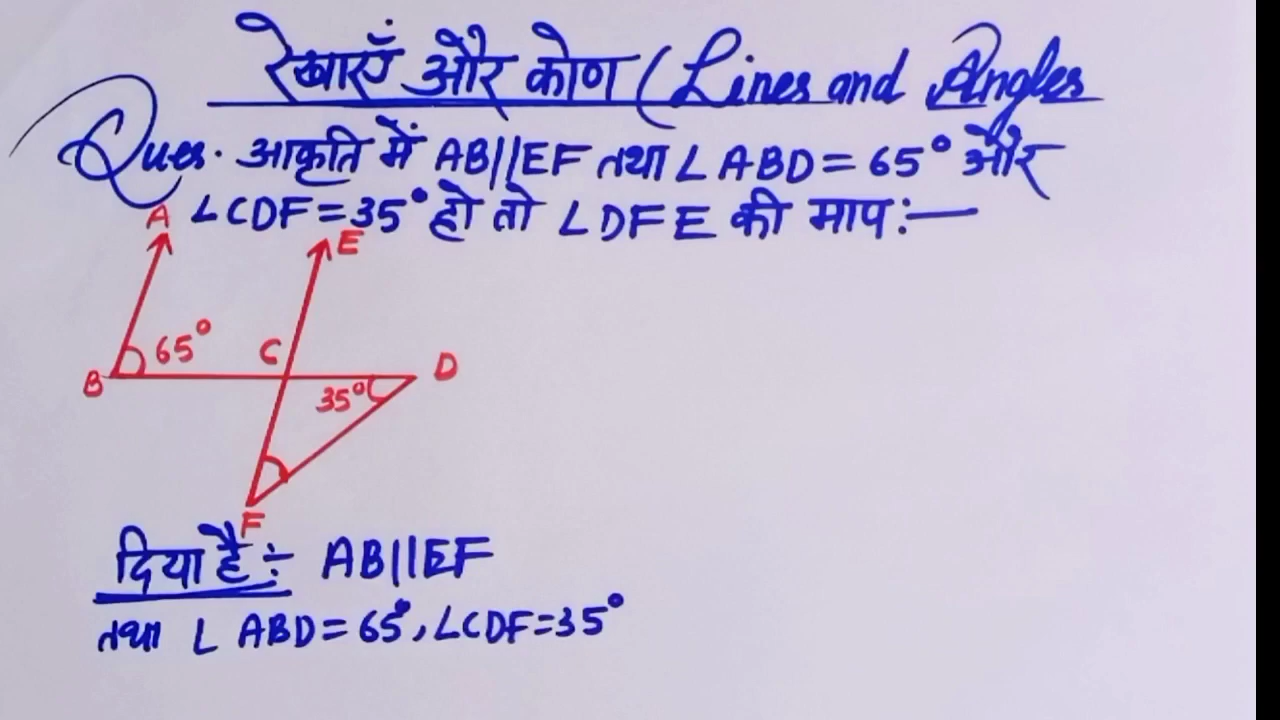 रेखाएँ और कोण (Lines and Angles
Ques. आकृति में AB||EF तथा ∠ABD = 65° और
∠CDF = 35° हो तो ∠DFE की माप:—
A
E
65°
C
B
D
35°
F
दिया है:- AB||EF
तथा ∠ABD = 65°, ∠CDF = 35°